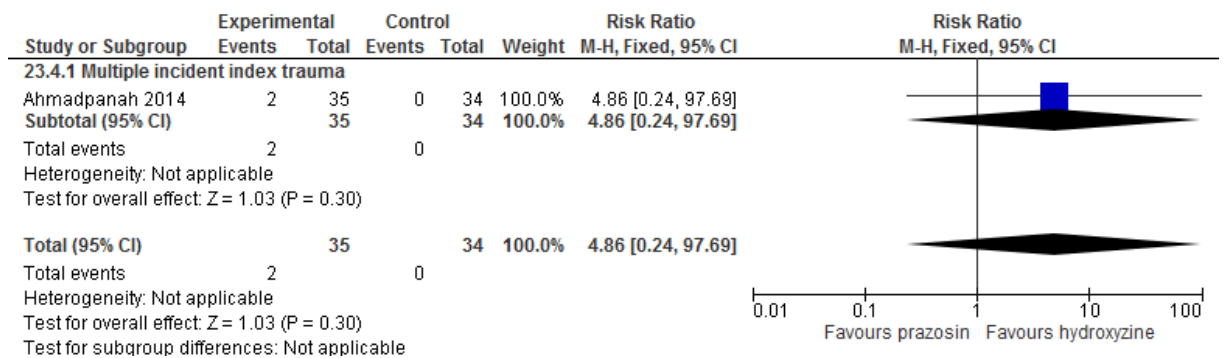 Experimental Control Risk Ratio Risk Ratio
Study or Subgroup Events Total Events Total Weight M-H, Fixed, 95% CI M-H, Fixed, 95% CI
23.4.1 Multiple incident index trauma
Ahmadpanah 2014 2 35 0 34 100.0% 4.86 [0.24, 97.69]
Subtotal (95% CI) 35 34 100.0% 4.86 [0.24, 97.69]
Total events 2 0
Heterogeneity: Not applicable
Test for overall effect: Z = 1.03 (P = 0.30)
Total (95% CI) 35 34 100.0% 4.86 [0.24, 97.69]
Total events 2 0
Heterogeneity: Not applicable
Test for overall effect: Z = 1.03 (P = 0.30)
Test for subgroup differences: Not applicable
0.01 0.1 1 10 100
Favours prazosin Favours hydroxyzine